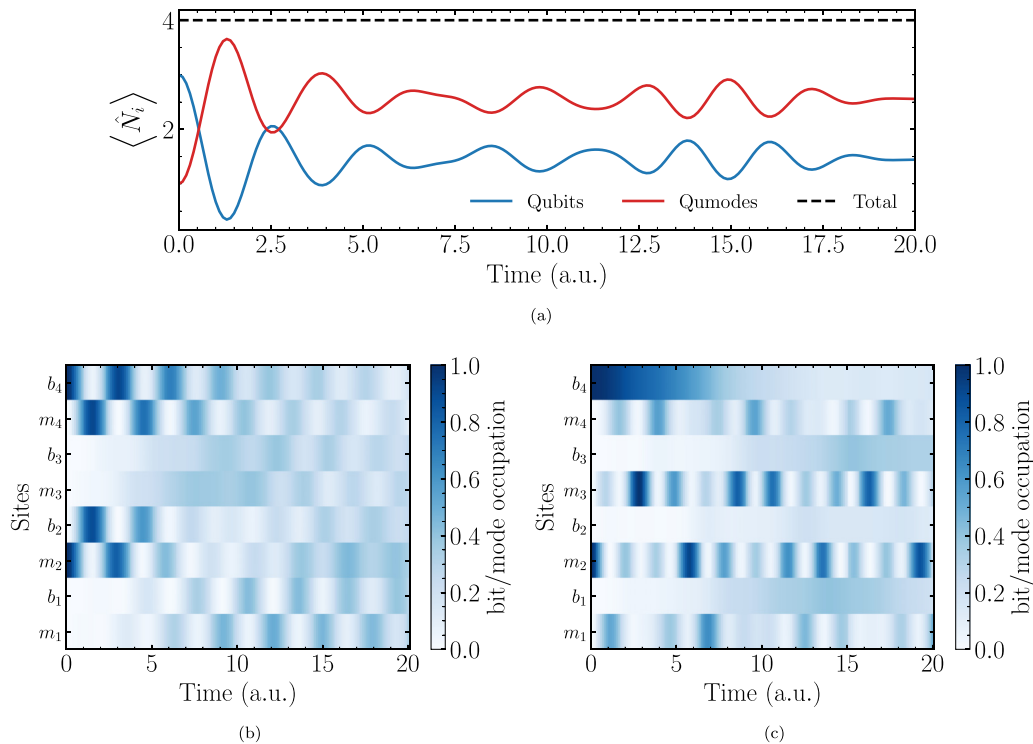 4
2
⟨N̂ᵢ⟩
Qubits Qumodes Total
0.0 2.5 5.0 7.5 10.0 12.5 15.0 17.5 20.0
Time (a.u.)
(a)
Sites
b₄
m₄
b₃
m₃
b₂
m₂
b₁
m₁
0 5 10 15 20
Time (a.u.)
1.0
0.8
0.6
0.4
0.2
0.0
bit/mode occupation
(b)
Sites
b₄
m₄
b₃
m₃
b₂
m₂
b₁
m₁
0 5 10 15 20
Time (a.u.)
1.0
0.8
0.6
0.4
0.2
0.0
bit/mode occupation
(c)